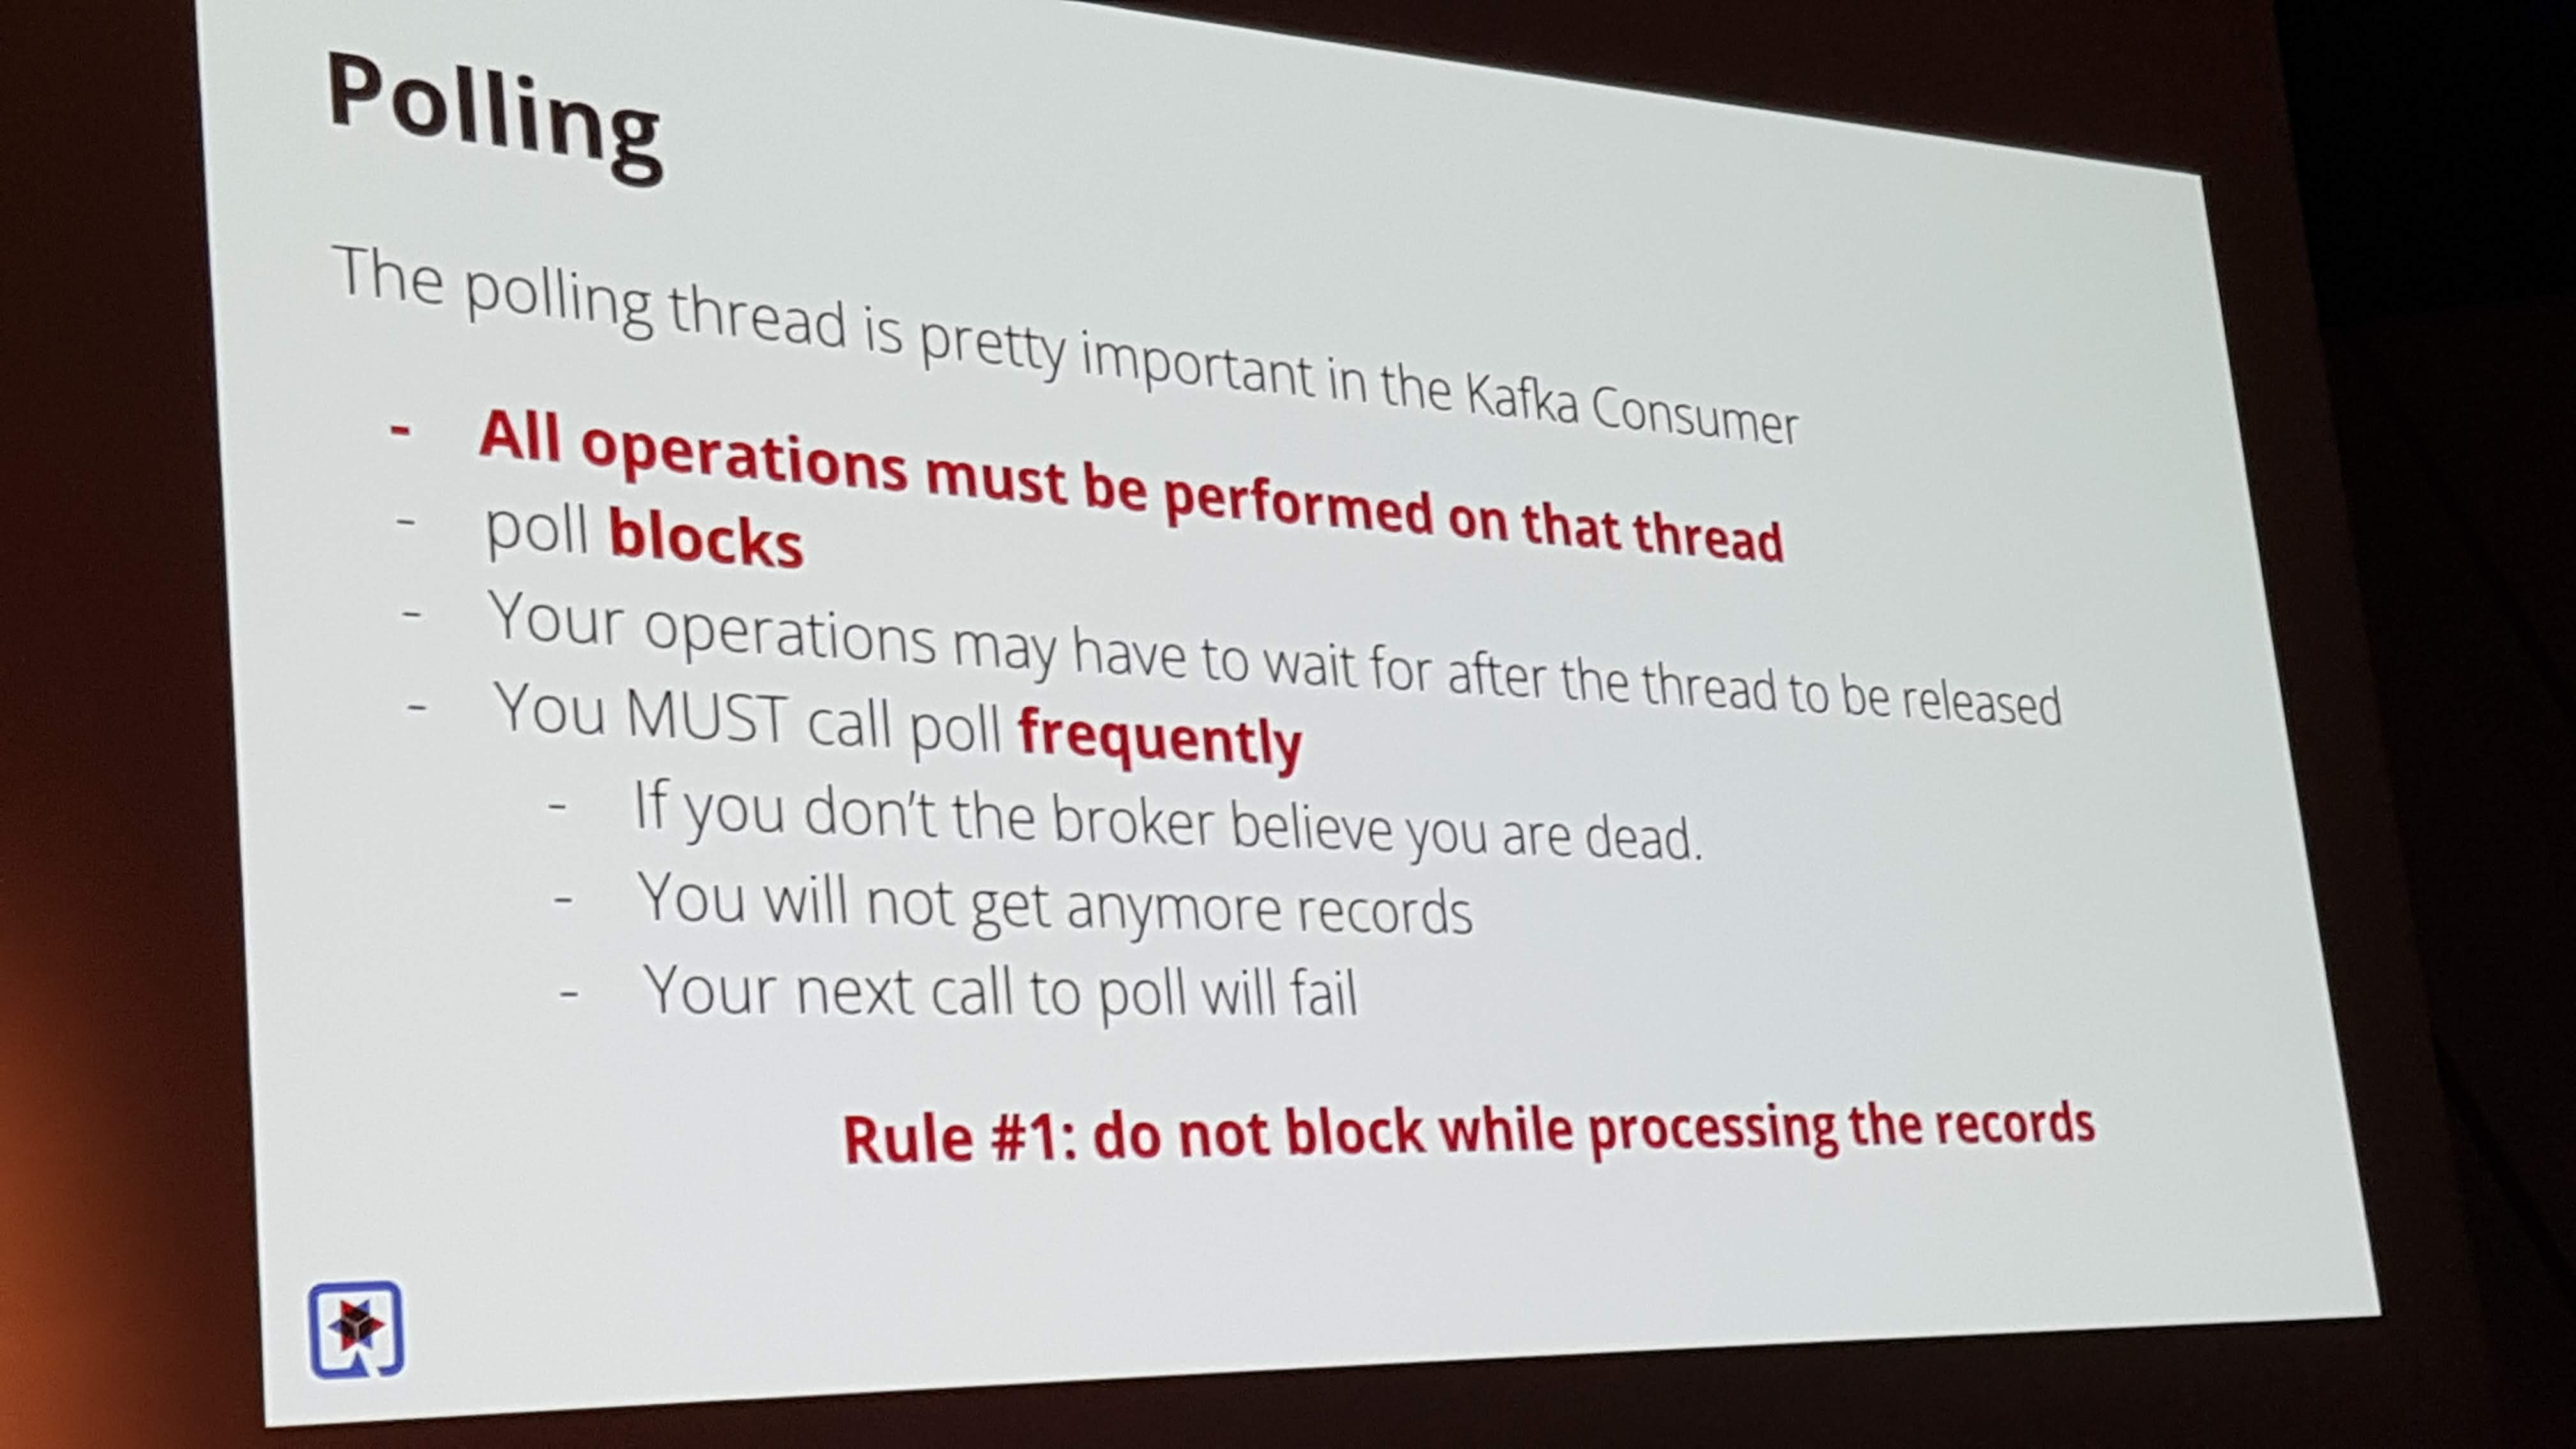 Polling
The polling thread is pretty important in the Kafka Consumer
- All operations must be performed on that thread
- poll blocks
- Your operations may have to wait for after the thread to be released
- You MUST call poll frequently
- If you don't the broker believe you are dead.
- You will not get anymore records
- Your next call to poll will fail
Rule #1: do not block while processing the records